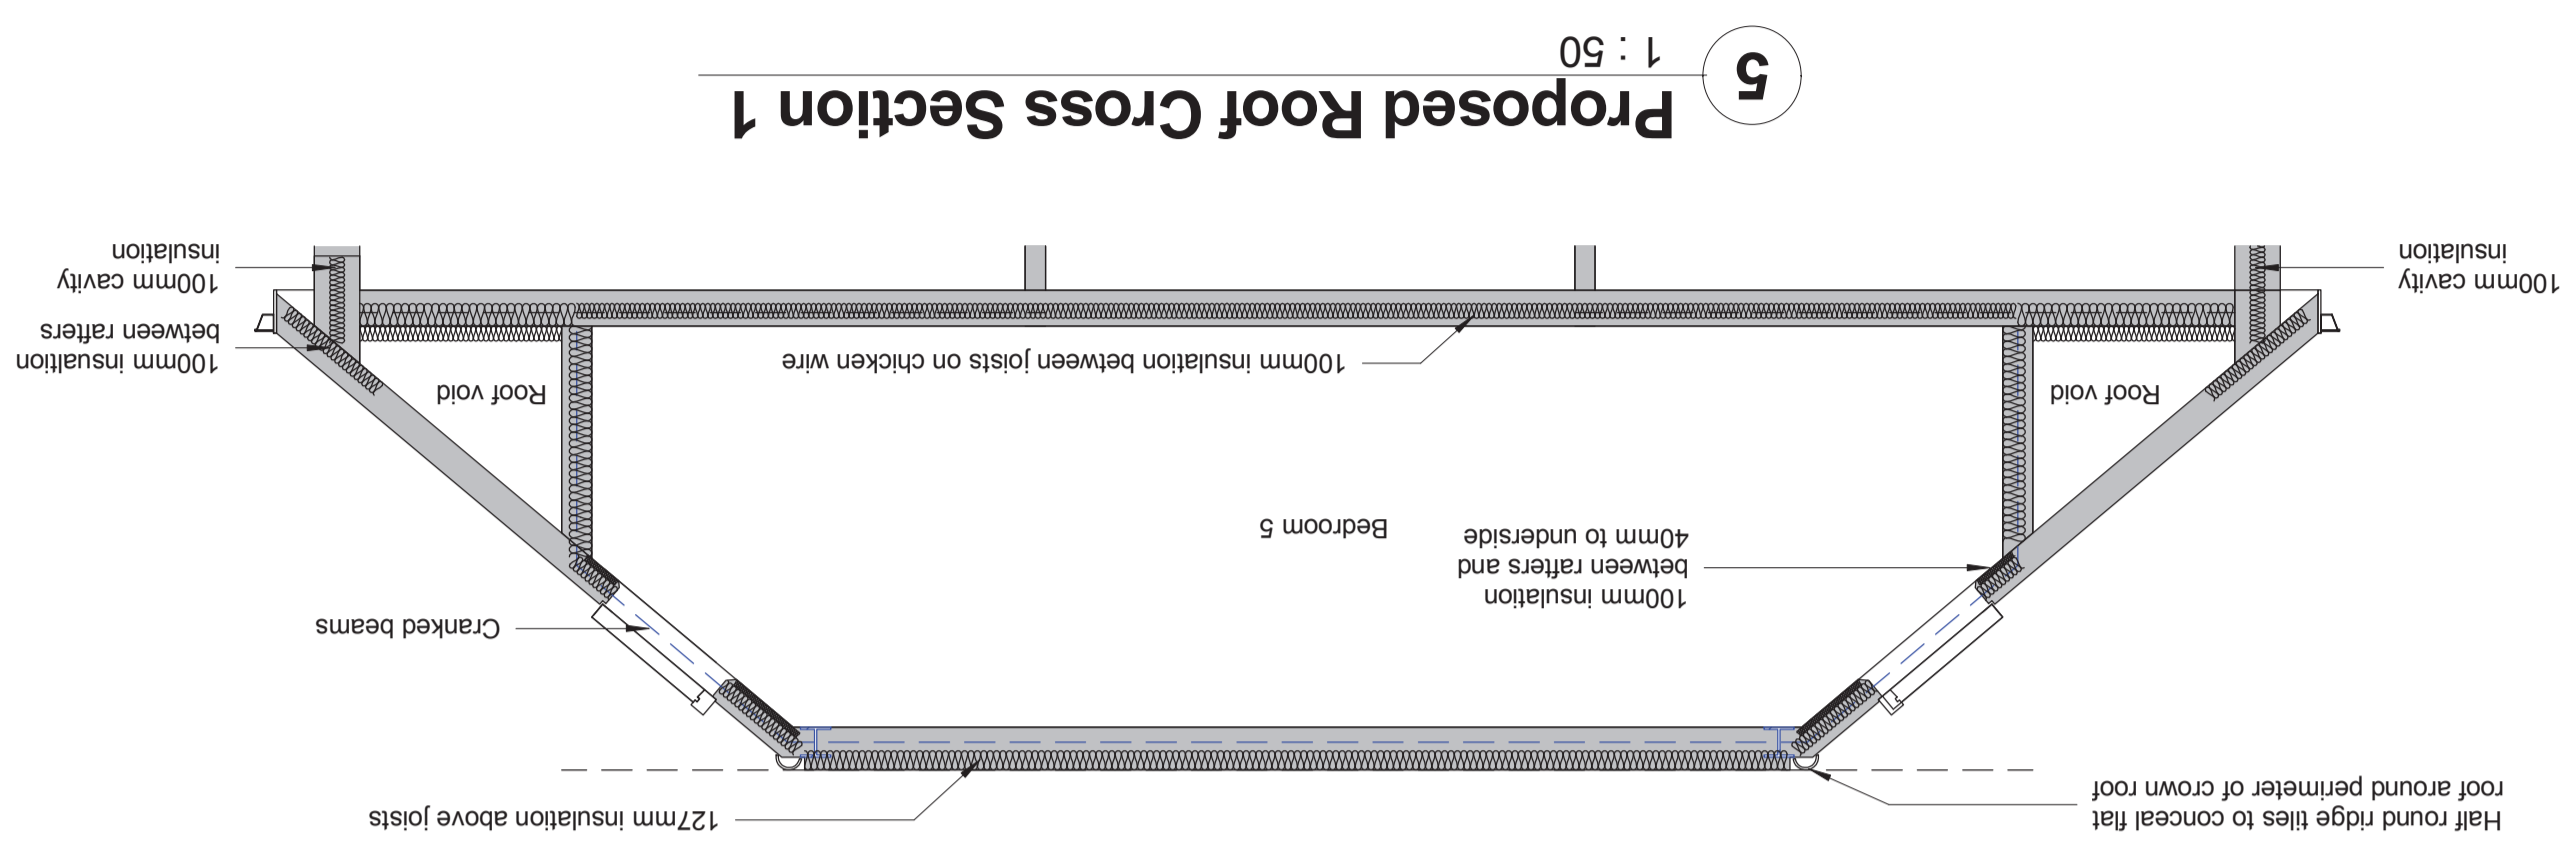 Half round ridge tiles to conceal flat
roof around perimeter of crown roof
127mm insulation above joists
100mm insulation
between rafters and
40mm to underside
Cranked beams
Bedroom 5
Roof void
Roof void
100mm insulation between joists on chicken wire
100mm insualtion
between rafters
100mm cavity
insulation
100mm cavity
insulation
5
Proposed Roof Cross Section 1
1 : 50